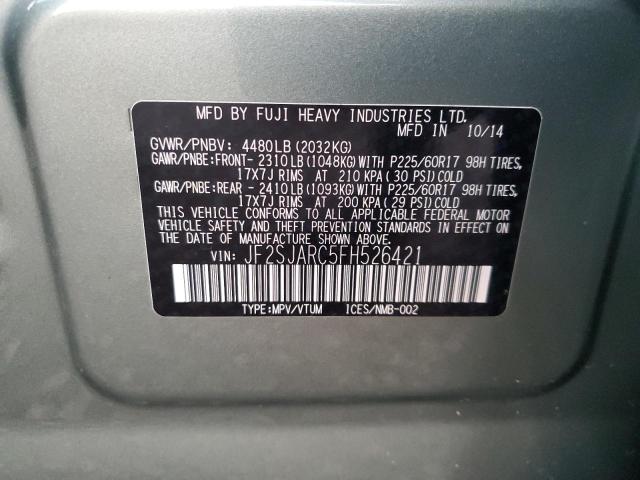 MFD BY FUJI HEAVY INDUSTRIES LTD.
MFD IN 10/14
GVWR/PNBV: 4480LB(2032KG)
GAWR/PNBE:FRONT-2310LB(1048KG)WITH P225/60R17 98H TIRES,
17X7J RIMS AT 210 KPA(30 PSI)COLD
GAWR/PNBE:REAR -2410LB(1093KG)WITH P225/60R17 98H TIRES,
17X7J RIMS AT 200 KPA(29 PSI)COLD
THIS VEHICLE CONFORMS TO ALL APPLICABLE FEDERAL MOTOR
VEHICLE SAFETY AND THEFT PREVENTION STANDARDS IN EFFECT
ON THE DATE OF MANUFACTURE SHOWN ABOVE.
VIN: JF2SJARC5FH526421
TYPE:MPV/VTUM ICES/NMB-002